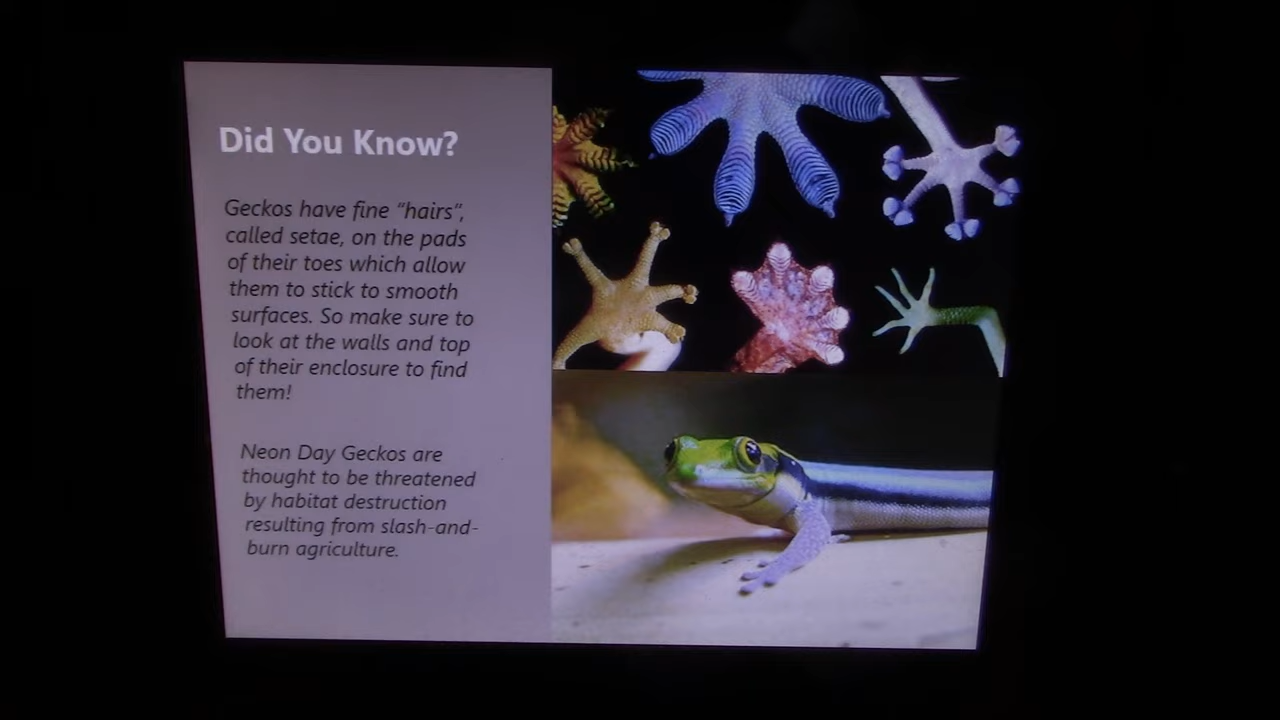 Did You Know?
Geckos have fine “hairs”,
called setae, on the pads
of their toes which allow
them to stick to smooth
surfaces. So make sure to
look at the walls and top
of their enclosure to find
them!
Neon Day Geckos are
thought to be threatened
by habitat destruction
resulting from slash-and-
burn agriculture.